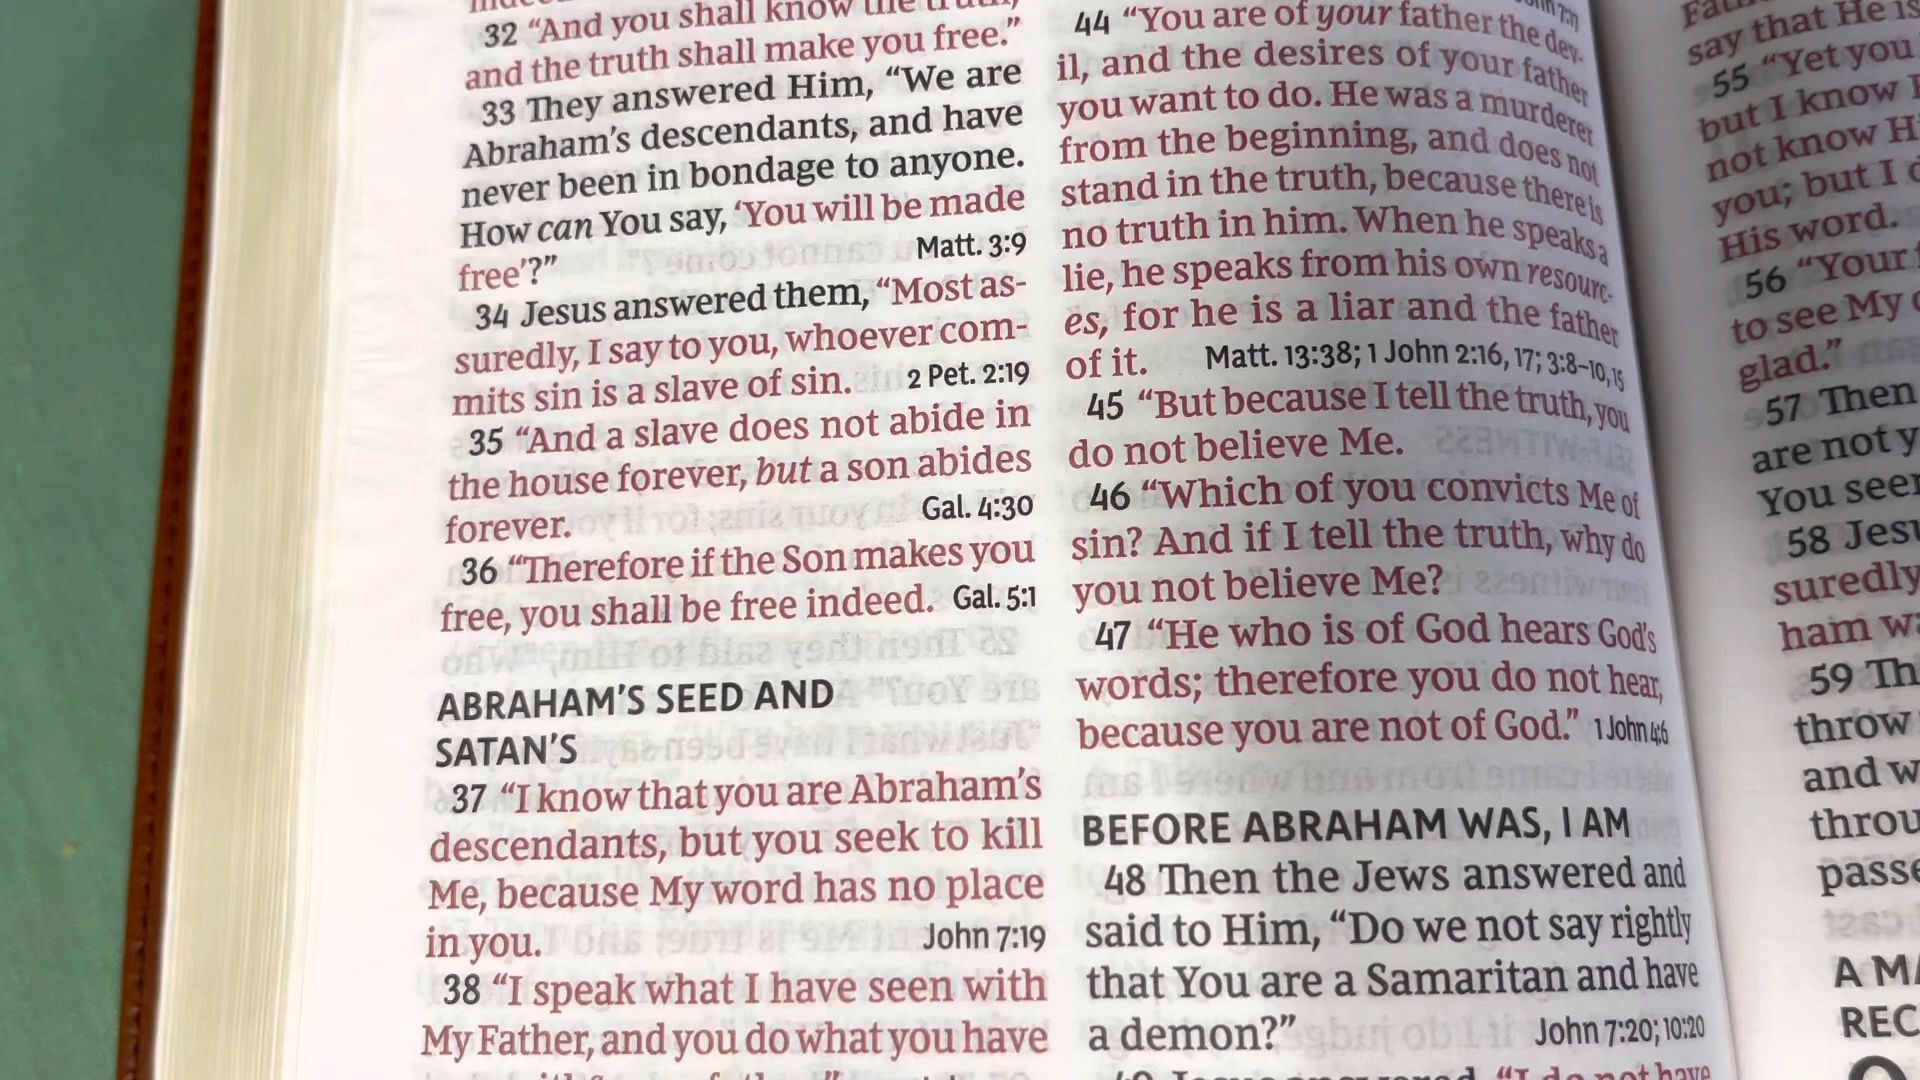 32 “And you shall know the truth,
and the truth shall make you free.”
33 They answered Him, “We are
Abraham’s descendants, and have
never been in bondage to anyone.
How can You say, ‘You will be made
free’?” Matt. 3:9
34 Jesus answered them, “Most as-
suredly, I say to you, whoever com-
mits sin is a slave of sin. 2 Pet. 2:19
35 “And a slave does not abide in
the house forever, but a son abides
forever. Gal. 4:30
36 “Therefore if the Son makes you
free, you shall be free indeed. Gal. 5:1
ABRAHAM’S SEED AND
SATAN’S
37 “I know that you are Abraham’s
descendants, but you seek to kill
Me, because My word has no place
in you. John 7:19
38 “I speak what I have seen with
My Father, and you do what you have
44 “You are of your father the dev-
il, and the desires of your father
you want to do. He was a murderer
from the beginning, and does not
stand in the truth, because there is
no truth in him. When he speaks a
lie, he speaks from his own resourc-
es, for he is a liar and the father
of it. Matt. 13:38; 1 John 2:16, 17; 3:8–10, 15
45 “But because I tell the truth, you
do not believe Me.
46 “Which of you convicts Me of
sin? And if I tell the truth, why do
you not believe Me?
47 “He who is of God hears God’s
words; therefore you do not hear,
because you are not of God.” 1 John 4:6
BEFORE ABRAHAM WAS, I AM
48 Then the Jews answered and
said to Him, “Do we not say rightly
that You are a Samaritan and have
a demon?” John 7:20; 10:20
49 Jesus answered, “I do not have
say that He is
55 “Yet you
but I know
not know
you; but I
His word.
56 “Your
to see My
glad.”
57 Then
are not
You
58
suredly
59
throw
and